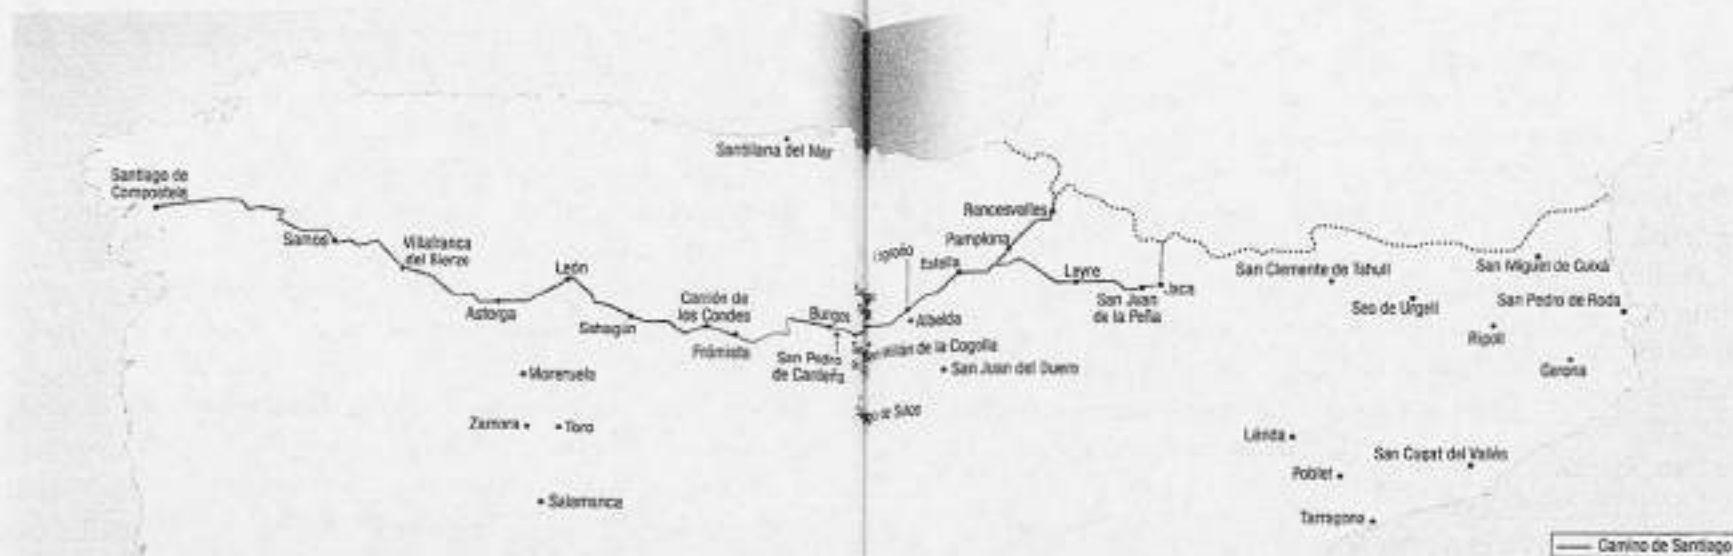 Santillana del Mar
Santiago de
Compostela
Samos
Villafranca
del Bierzo
León
Astorga
Sahagún
Carrión de
los Condes
Frómista
Burgos
San Pedro
de Cardeña
Moreruela
Zamora
Toro
Salamanca
Roncesvalles
Pamplona
Logroño
Estella
Leyre
San Juan
de la Peña
Jaca
Albelda
Millán de la Cogolla
San Juan del Duero
de Silos
San Clemente de Tahull
San Miguel de Cuixá
Seo de Urgell
San Pedro de Roda
Ripoll
Gerona
Lérida
Poblet
San Cugat del Vallés
Tarragona
Camino de Santiago